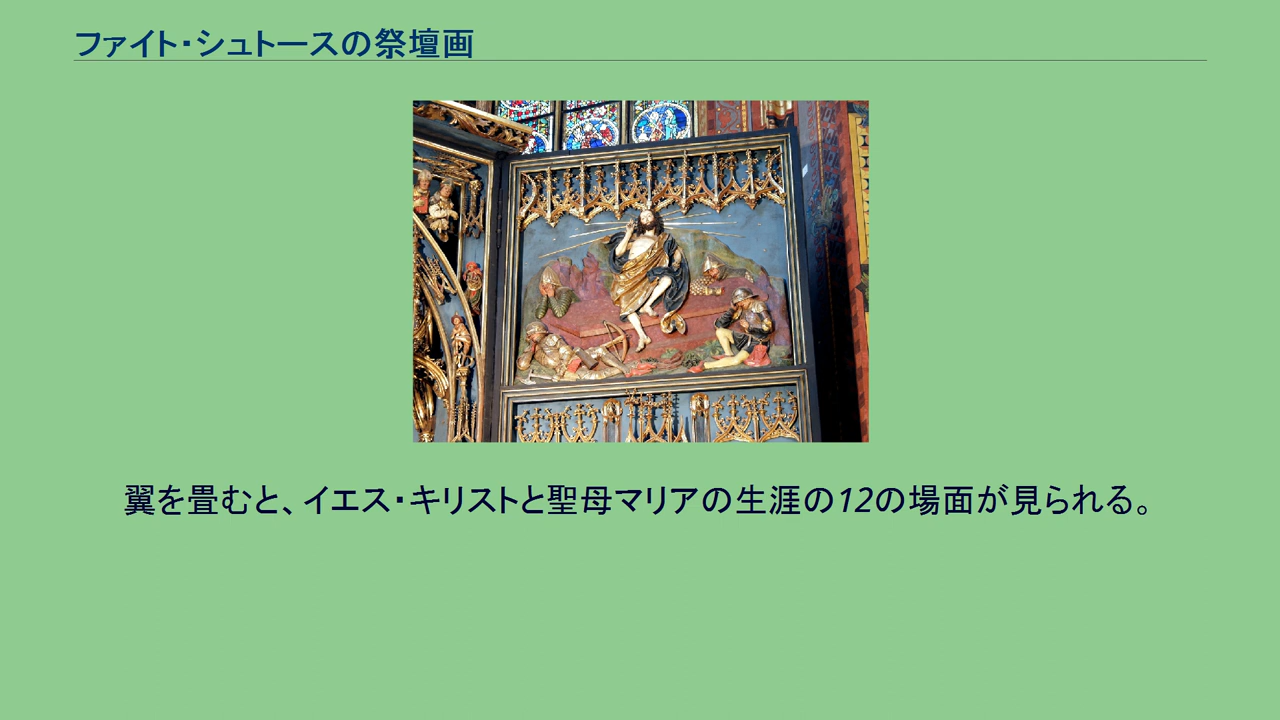 ファイト・シュトースの祭壇画
翼を畳むと、イエス・キリストと聖母マリアの生涯の12の場面が見られる。